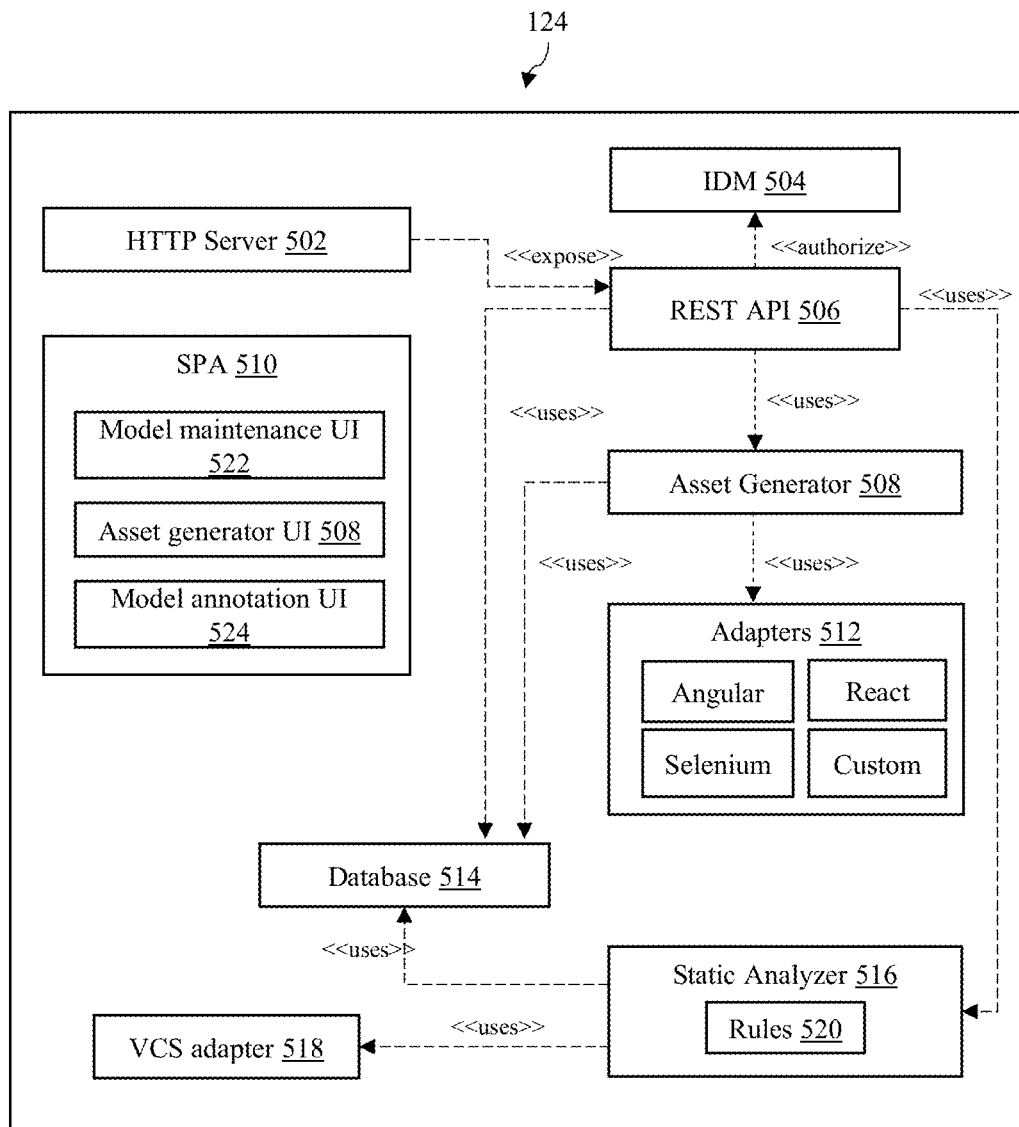 124
IDM 504
HTTP Server 502
<<expose>>
<<authorize>>
REST API 506
<<uses>>
SPA 510
Model maintenance UI
522
Asset generator UI 508
Model annotation UI
524
<<uses>>
<<uses>>
Asset Generator 508
<<uses>>
<<uses>>
Adapters 512
Angular
React
Selenium
Custom
Database 514
<<uses>>
Static Analyzer 516
Rules 520
<<uses>>
VCS adapter 518